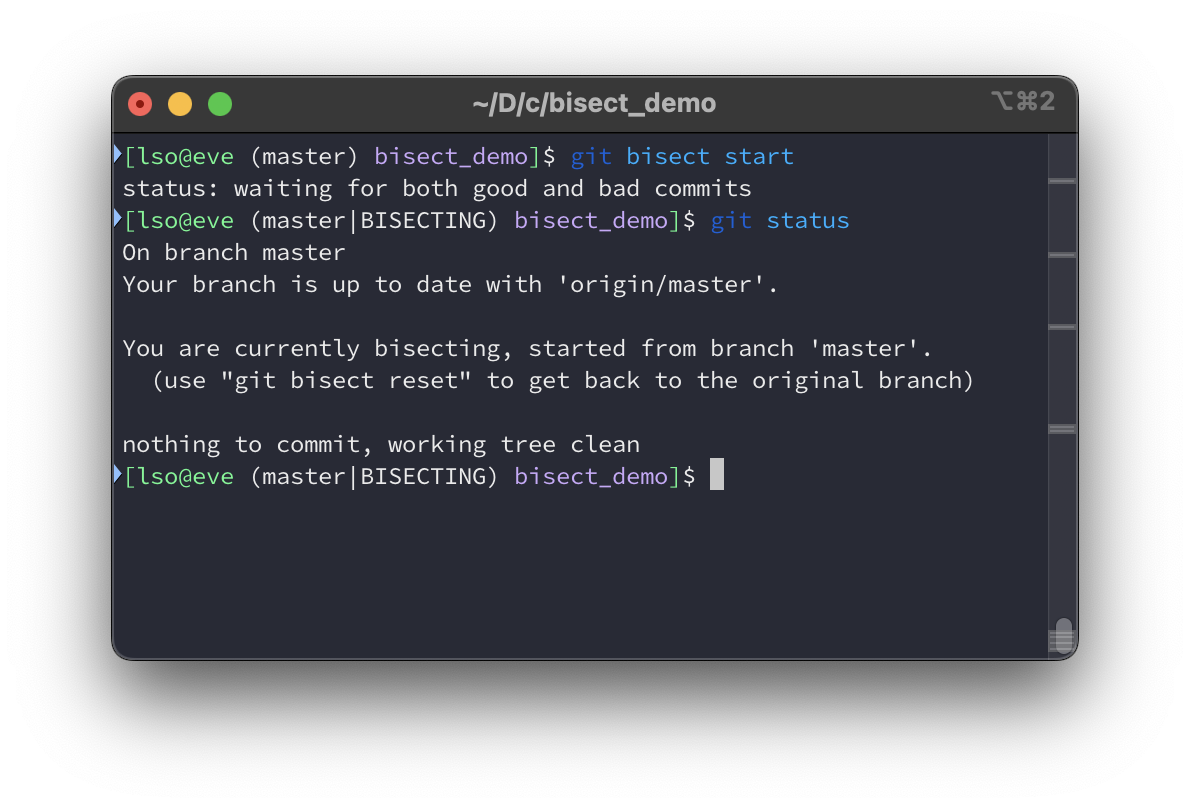 ~/D/c/bisect_demo
⌥⌘2
[lso@eve (master) bisect_demo]$ git bisect start
status: waiting for both good and bad commits
[lso@eve (master|BISECTING) bisect_demo]$ git status
On branch master
Your branch is up to date with 'origin/master'.
You are currently bisecting, started from branch 'master'.
(use "git bisect reset" to get back to the original branch)
nothing to commit, working tree clean
[lso@eve (master|BISECTING) bisect_demo]$